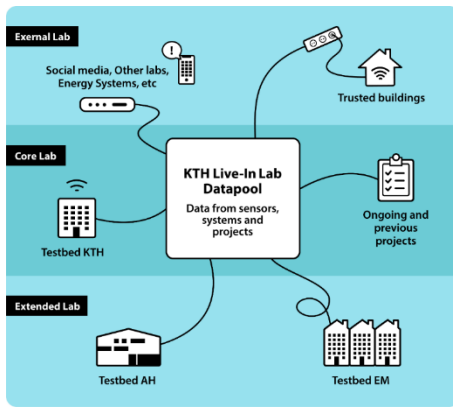 Exernal Lab
Social media, Other labs,
Energy Systems, etc
!
Trusted buildings
Core Lab
KTH Live-In Lab
Datapool
Data from sensors,
systems and
projects
Testbed KTH
Ongoing and
previous
projects
Extended Lab
Testbed AH
Testbed EM